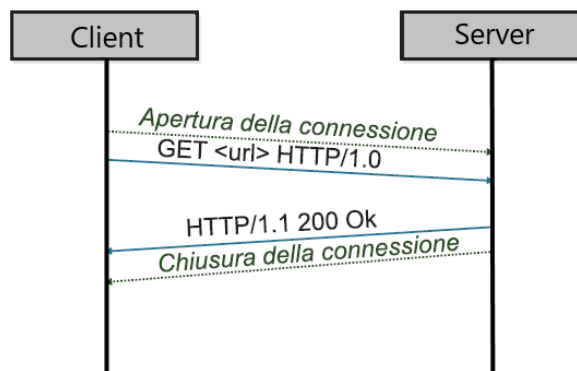 Client
Server
Apertura della connessione
GET <url> HTTP/1.0
HTTP/1.1 200 Ok
Chiusura della connessione